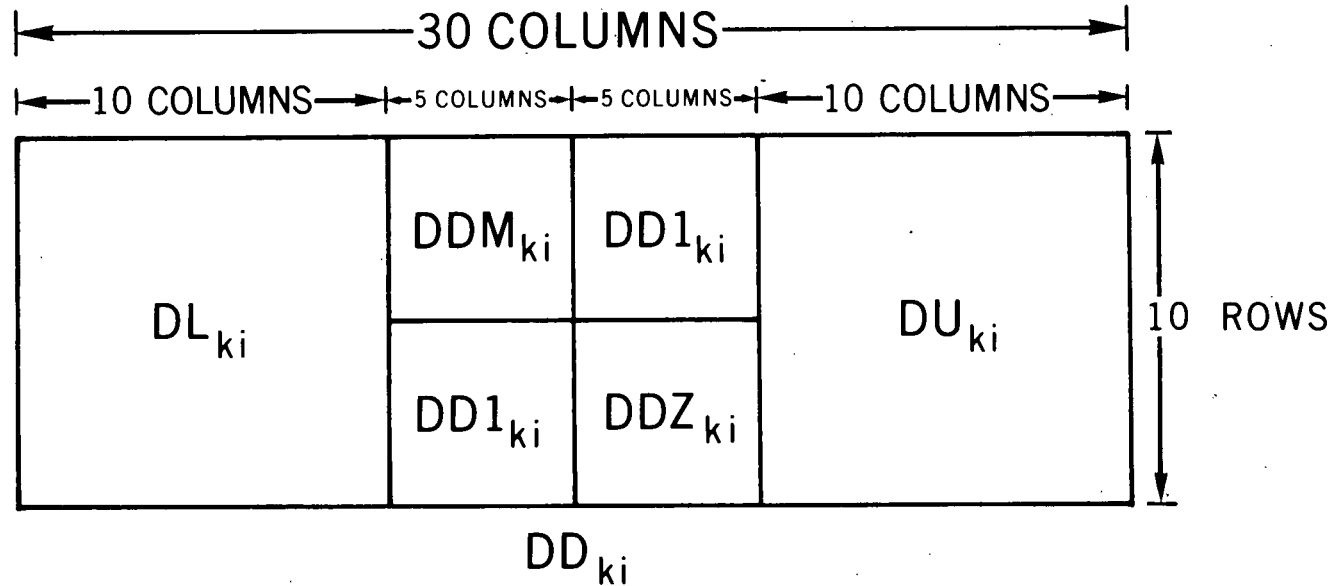 30 COLUMNS
10 COLUMNS 5 COLUMNS 5 COLUMNS 10 COLUMNS
DDM_ki DD1_ki
DL_ki DU_ki 10 ROWS
DD1_ki DDZ_ki
DD_ki